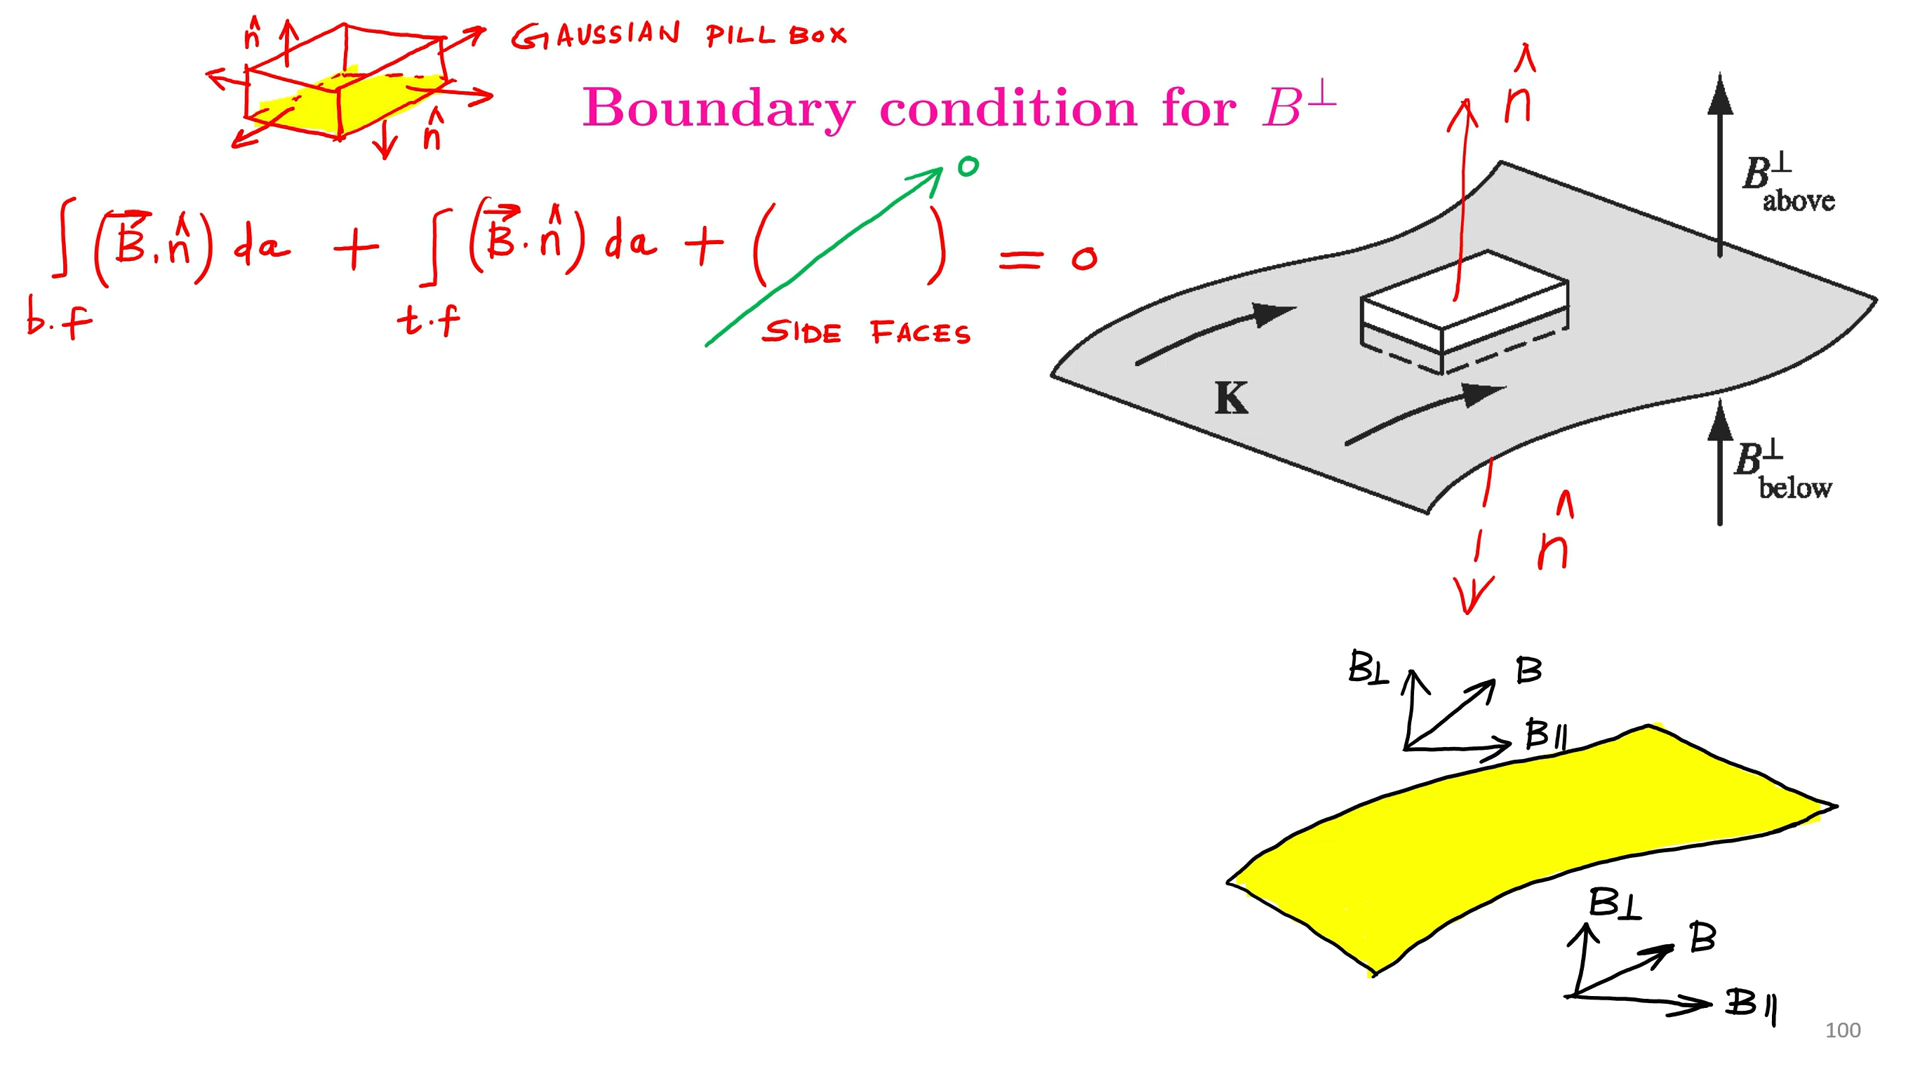 n̂ GAUSSIAN PILL BOX
n̂
Boundary condition for B⊥
∫ (B⃗.n̂) da + ∫ (B⃗.n̂) da + ( ) → 0 = 0
b.f t.f SIDE FACES
n̂
B⊥above
K
B⊥below
n̂
B⊥ B
B||
B⊥
B
B||
100